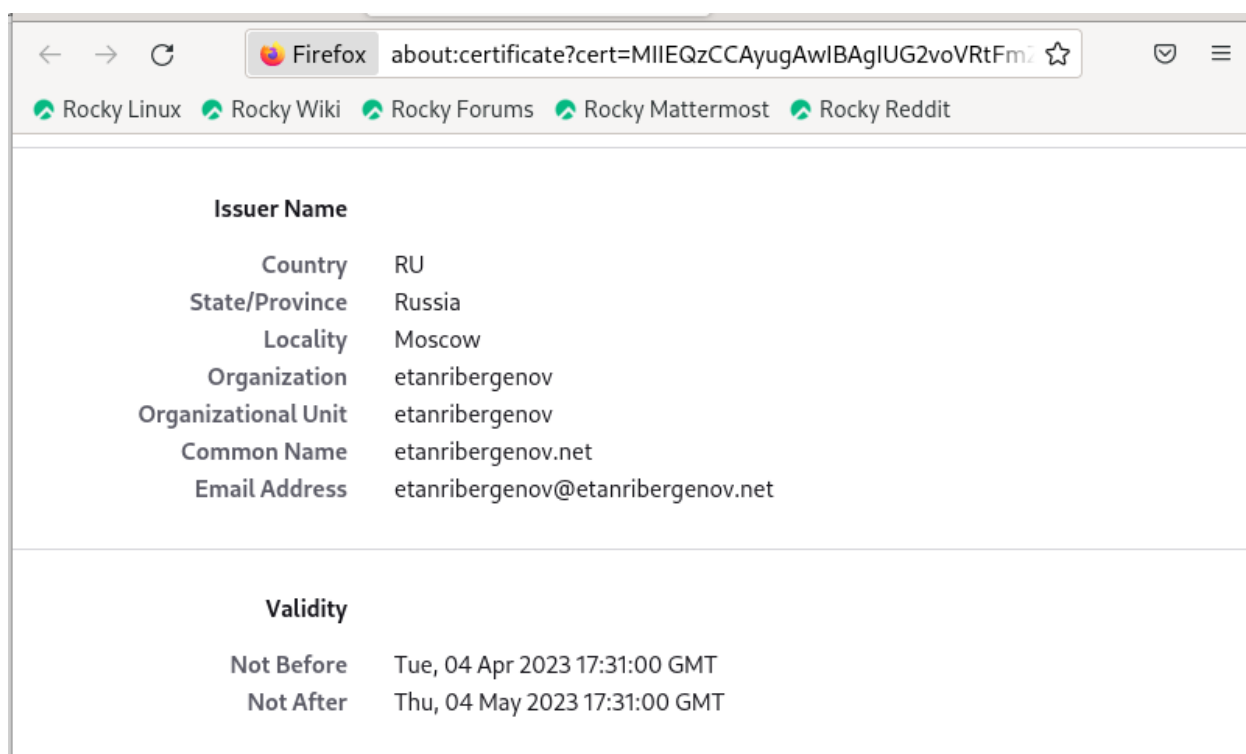 Firefox about:certificate?cert=MIIEQzCCAyugAwIBAgIUG2voVRtFm
Rocky Linux Rocky Wiki Rocky Forums Rocky Mattermost Rocky Reddit
Issuer Name
Country RU
State/Province Russia
Locality Moscow
Organization etanribergenov
Organizational Unit etanribergenov
Common Name etanribergenov.net
Email Address etanribergenov@etanribergenov.net
Validity
Not Before Tue, 04 Apr 2023 17:31:00 GMT
Not After Thu, 04 May 2023 17:31:00 GMT